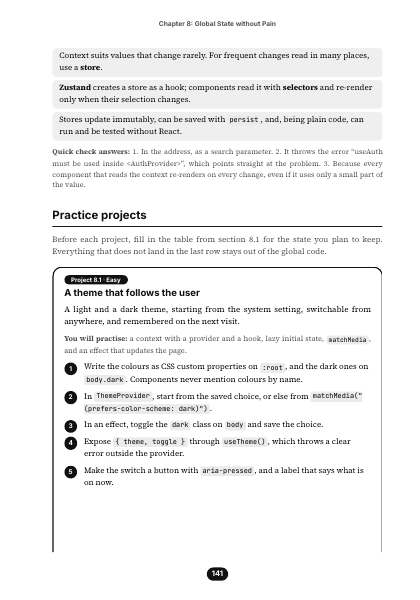 Chapter 8: Global State without Pain
Context suits values that change rarely. For frequent changes read in many places,
use a store.
Zustand creates a store as a hook; components read it with selectors and re-render
only when their selection changes.
Stores update immutably, can be saved with persist , and, being plain code, can
run and be tested without React.
Quick check answers: 1. In the address, as a search parameter. 2. It throws the error “useAuth
must be used inside <AuthProvider>”, which points straight at the problem. 3. Because every
component that reads the context re-renders on every change, even if it uses only a small part of
the value.
Practice projects
Before each project, fill in the table from section 8.1 for the state you plan to keep.
Everything that does not land in the last row stays out of the global code.
Project 8.1 · Easy
A theme that follows the user
A light and a dark theme, starting from the system setting, switchable from
anywhere, and remembered on the next visit.
You will practise: a context with a provider and a hook, lazy initial state, matchMedia ,
and an effect that updates the page.
1 Write the colours as CSS custom properties on :root , and the dark ones on
body.dark . Components never mention colours by name.
2 In ThemeProvider , start from the saved choice, or else from matchMedia("
(prefers-color-scheme: dark)") .
3 In an effect, toggle the dark class on body and save the choice.
4 Expose { theme, toggle } through useTheme() , which throws a clear
error outside the provider.
5 Make the switch a button with aria-pressed , and a label that says what is
on now.
141